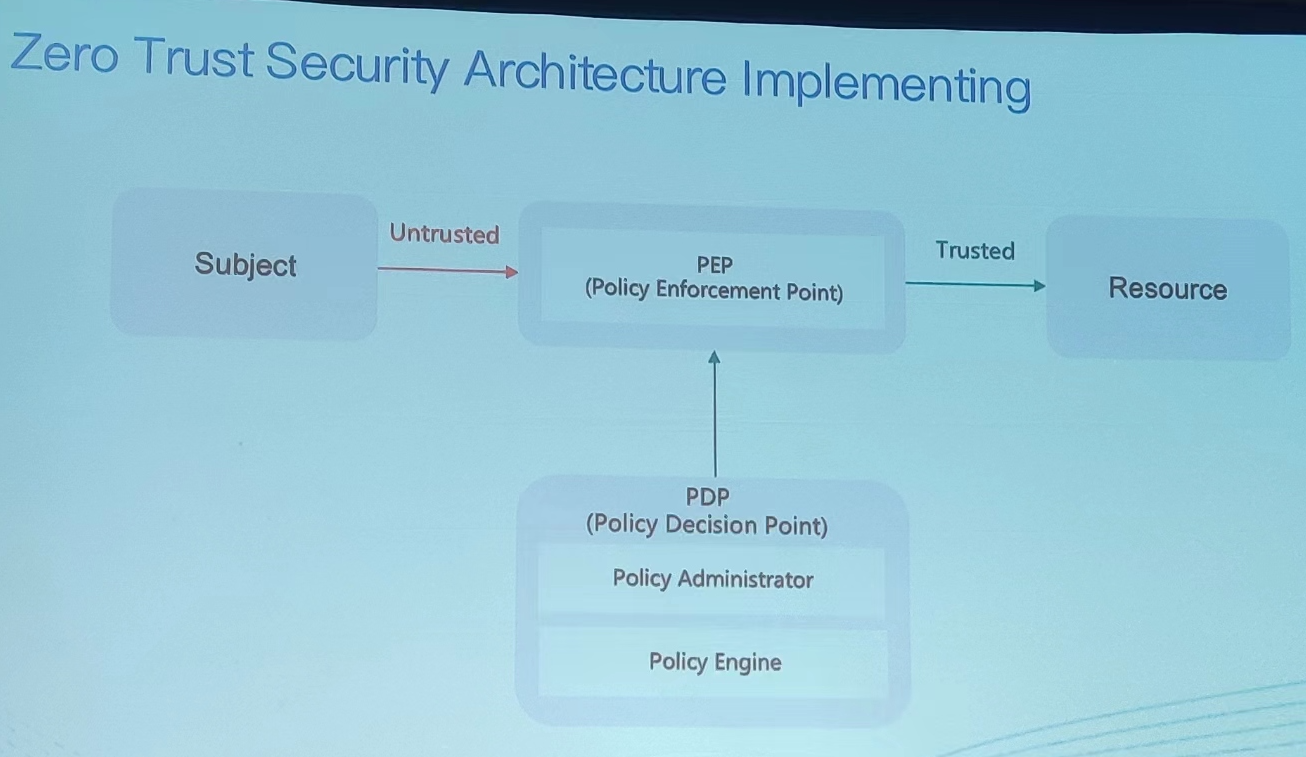 Zero Trust Security Architecture Implementing
Subject
Untrusted
PEP
(Policy Enforcement Point)
Trusted
Resource
PDP
(Policy Decision Point)
Policy Administrator
Policy Engine